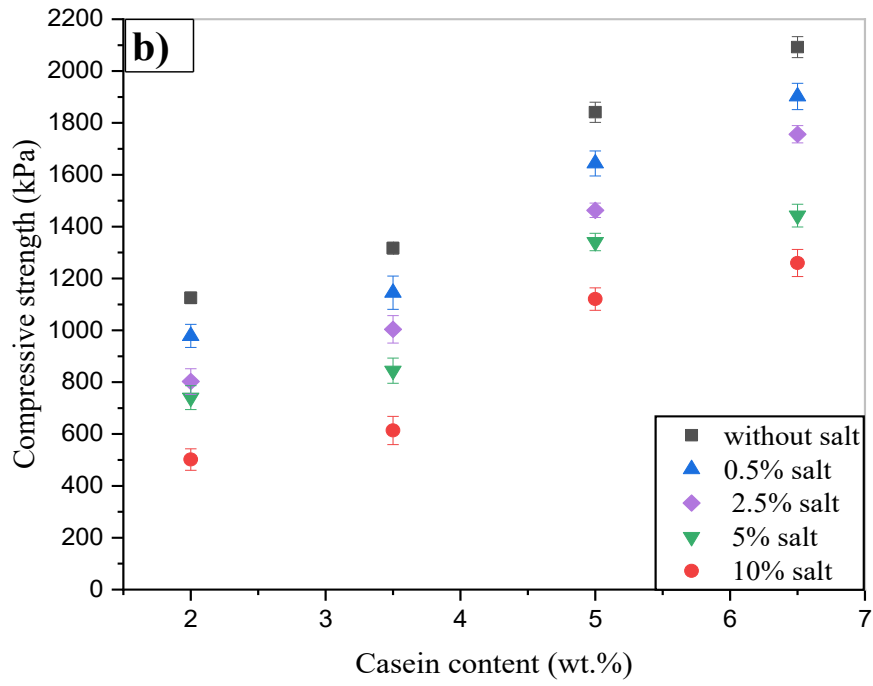 b)
2200
2000
1800
1600
1400
1200
1000
800
600
400
200
0
Compressive strength (kPa)
without salt
0.5% salt
2.5% salt
5% salt
10% salt
2 3 4 5 6 7
Casein content (wt.%)